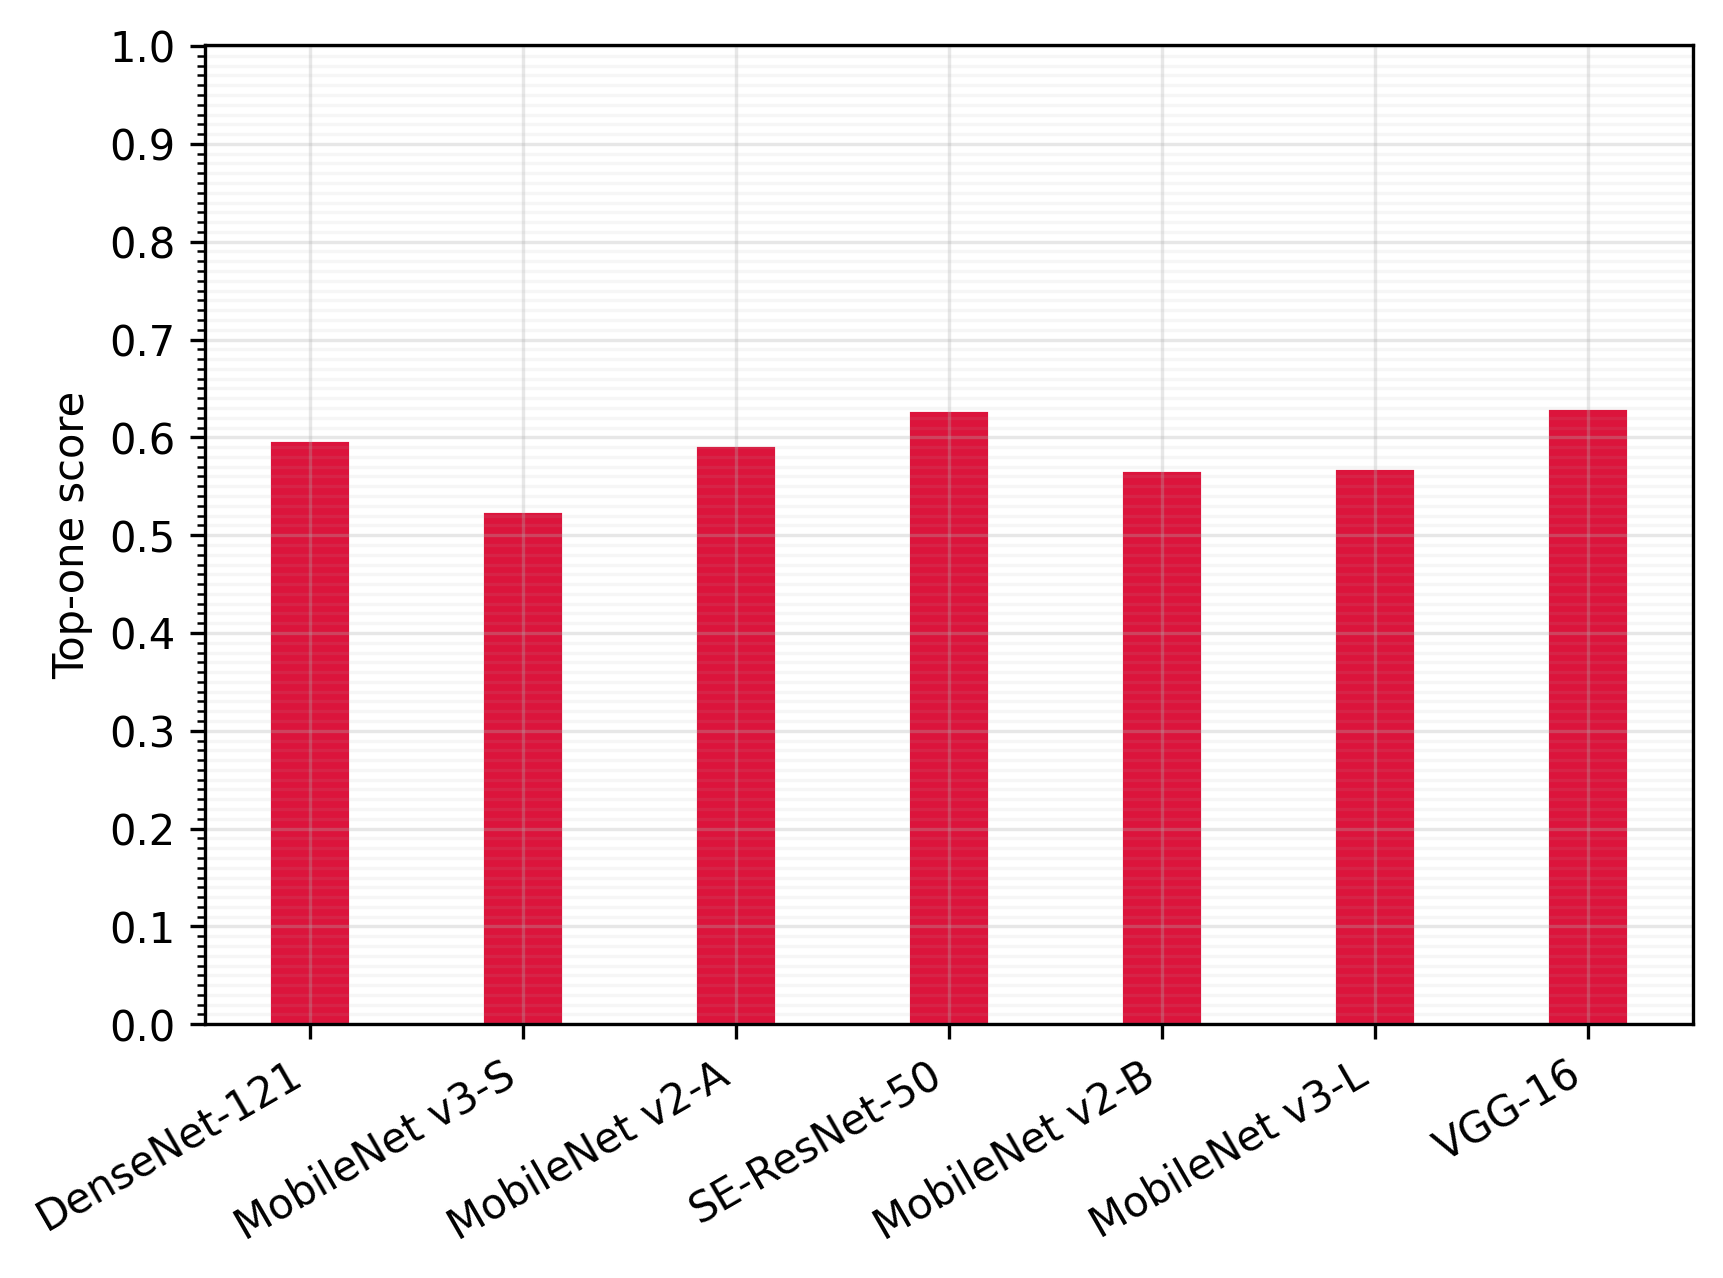 Top-one score
1.0
0.9
0.8
0.7
0.6
0.5
0.4
0.3
0.2
0.1
0.0
DenseNet-121
MobileNet v3-S
MobileNet v2-A
SE-ResNet-50
MobileNet v2-B
MobileNet v3-L
VGG-16